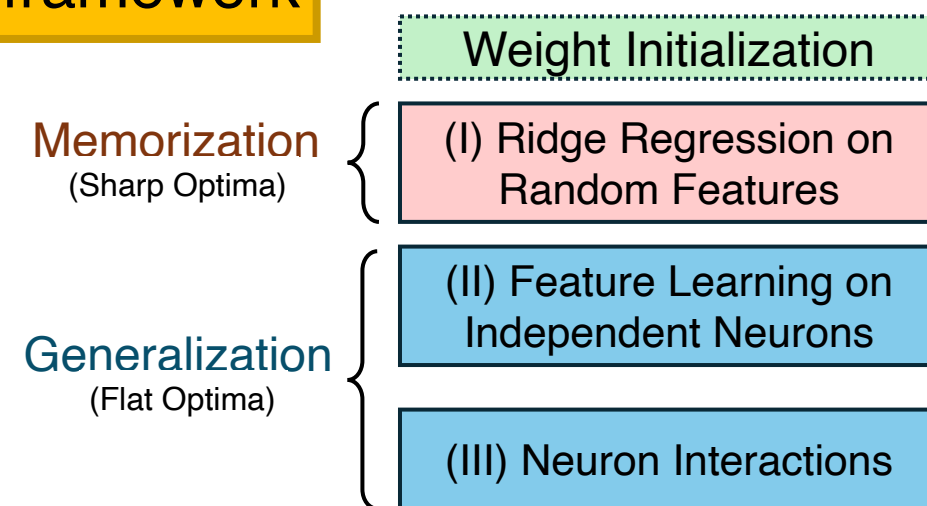 framework
Weight Initialization
Memorization
(Sharp Optima)
(I) Ridge Regression on
Random Features
(II) Feature Learning on
Independent Neurons
Generalization
(Flat Optima)
(III) Neuron Interactions